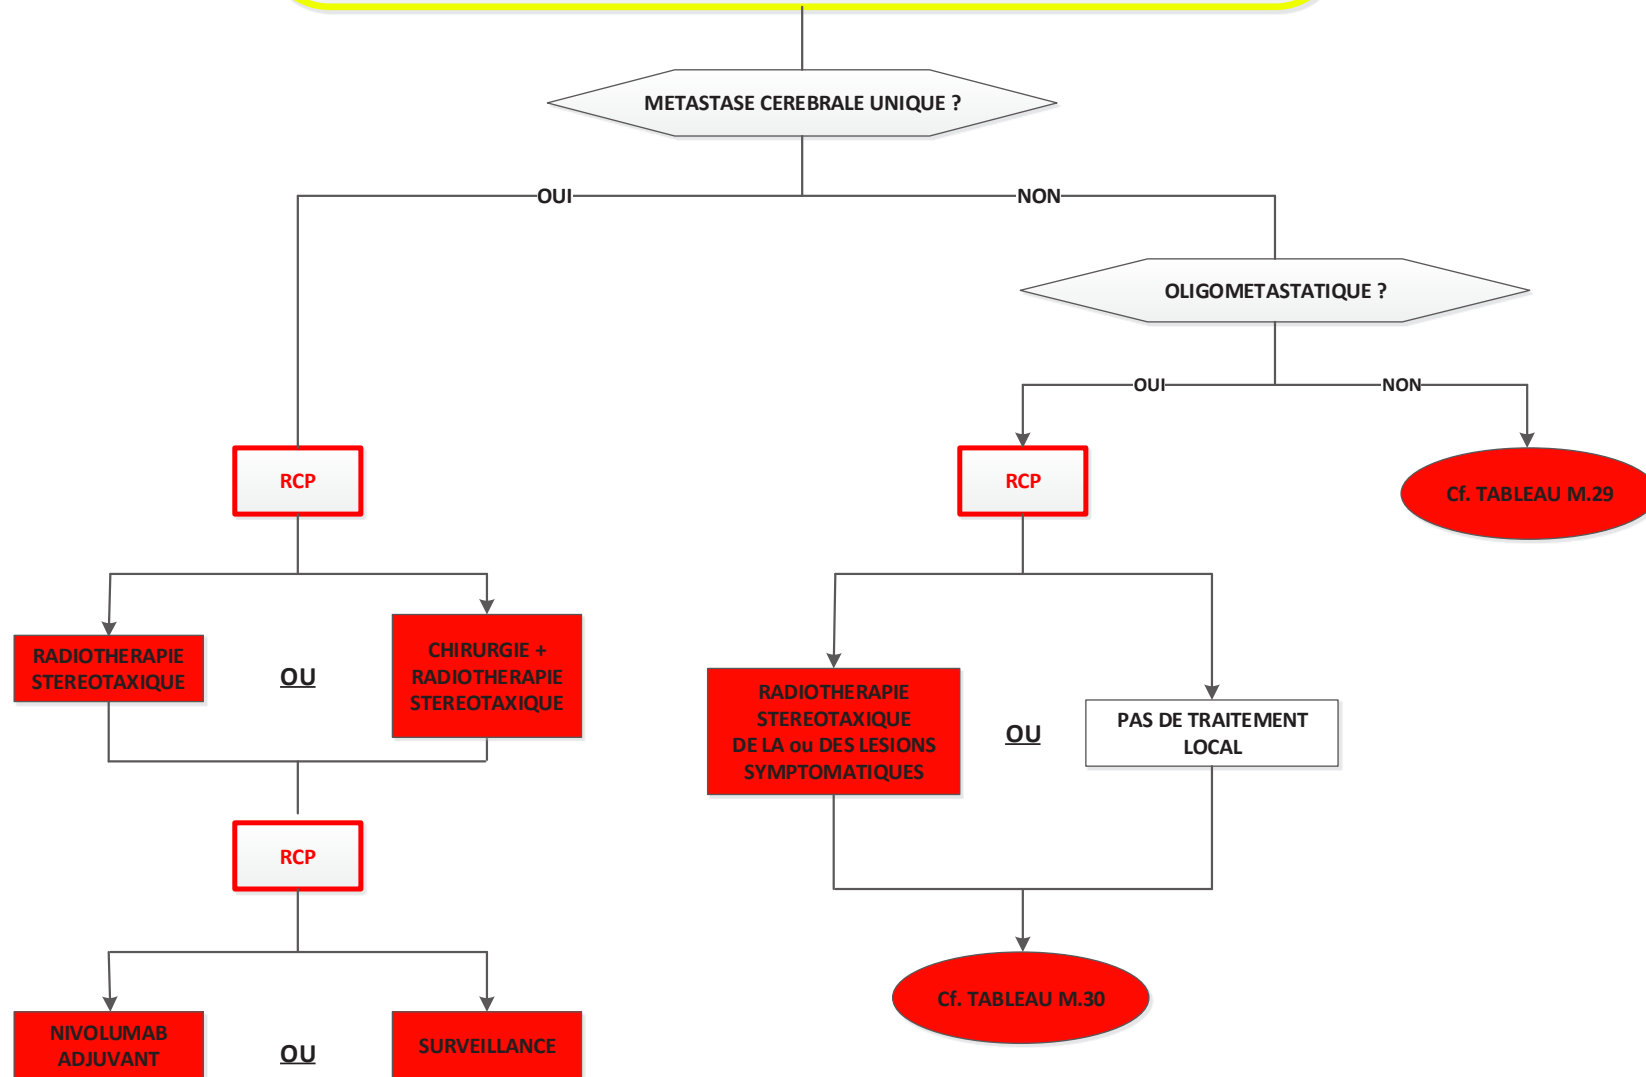 METASTASE CEREBRALE UNIQUE ?
OUI
NON
OLIGOMETASTATIQUE ?
OUI
NON
RCP
RCP
Cf. TABLEAU M.29
RADIOTHERAPIE
STEREOTAXIQUE
OU
CHIRURGIE +
RADIOTHERAPIE
STEREOTAXIQUE
RADIOTHERAPIE
STEREOTAXIQUE
DE LA ou DES LESIONS
SYMPTOMATIQUES
OU
PAS DE TRAITEMENT
LOCAL
RCP
Cf. TABLEAU M.30
NIVOLUMAB
ADJUVANT
OU
SURVEILLANCE